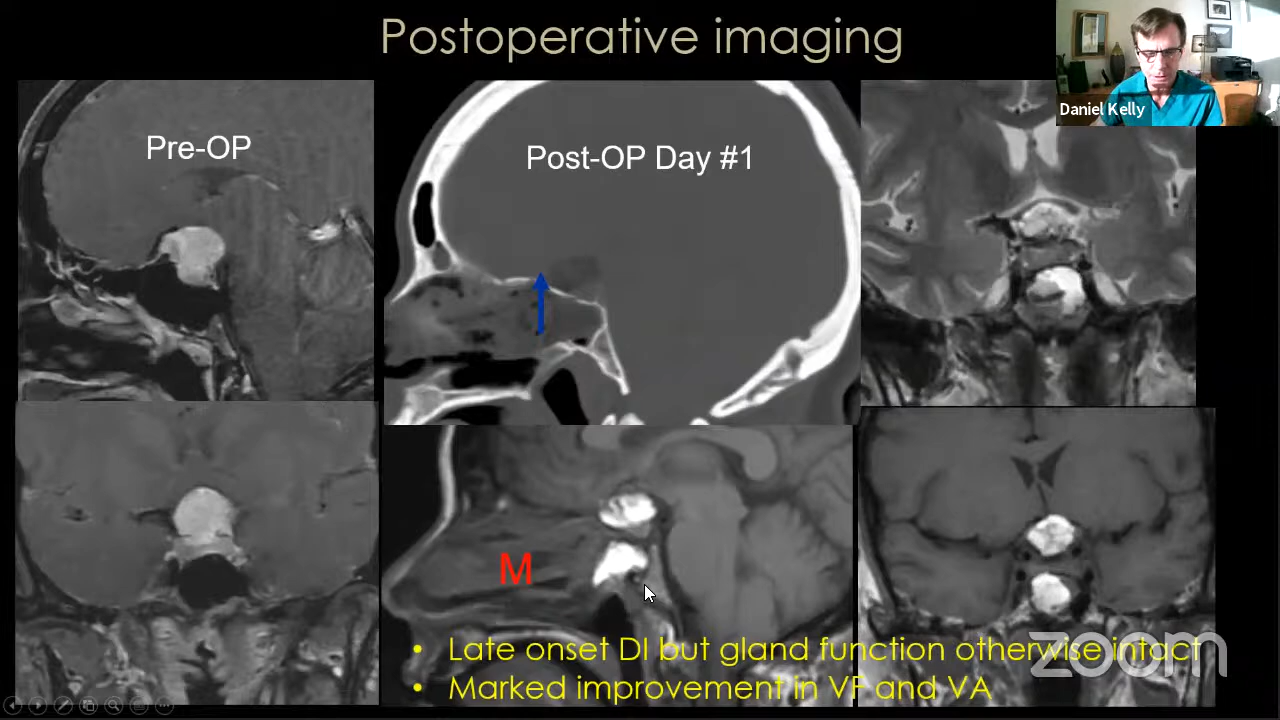 Postoperative imaging
Daniel Kelly
Pre-OP
Post-OP Day #1
M
• Late onset DI but gland function otherwise intact
• Marked improvement in VF and VA
zoom